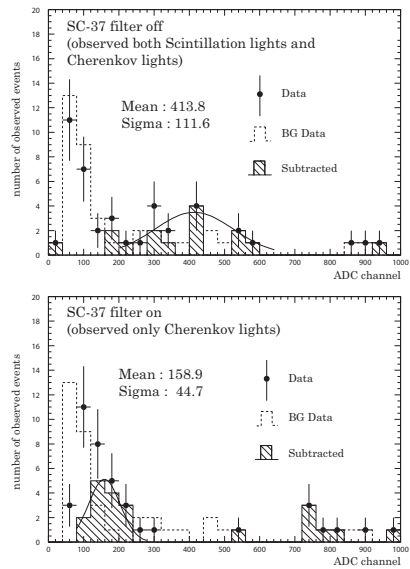 SC-37 filter off
(observed both Scintillation lights and
Cherenkov lights)
Mean : 413.8
Sigma : 111.6
Data
BG Data
Subtracted
number of observed events
20
18
16
14
12
10
8
6
4
2
0
0 100 200 300 400 500 600 700 800 900 1000
ADC channel
SC-37 filter on
(observed only Cherenkov lights)
Mean : 158.9
Sigma : 44.7
Data
BG Data
Subtracted
number of observed events
20
18
16
14
12
10
8
6
4
2
0
0 100 200 300 400 500 600 700 800 900 1000
ADC channel